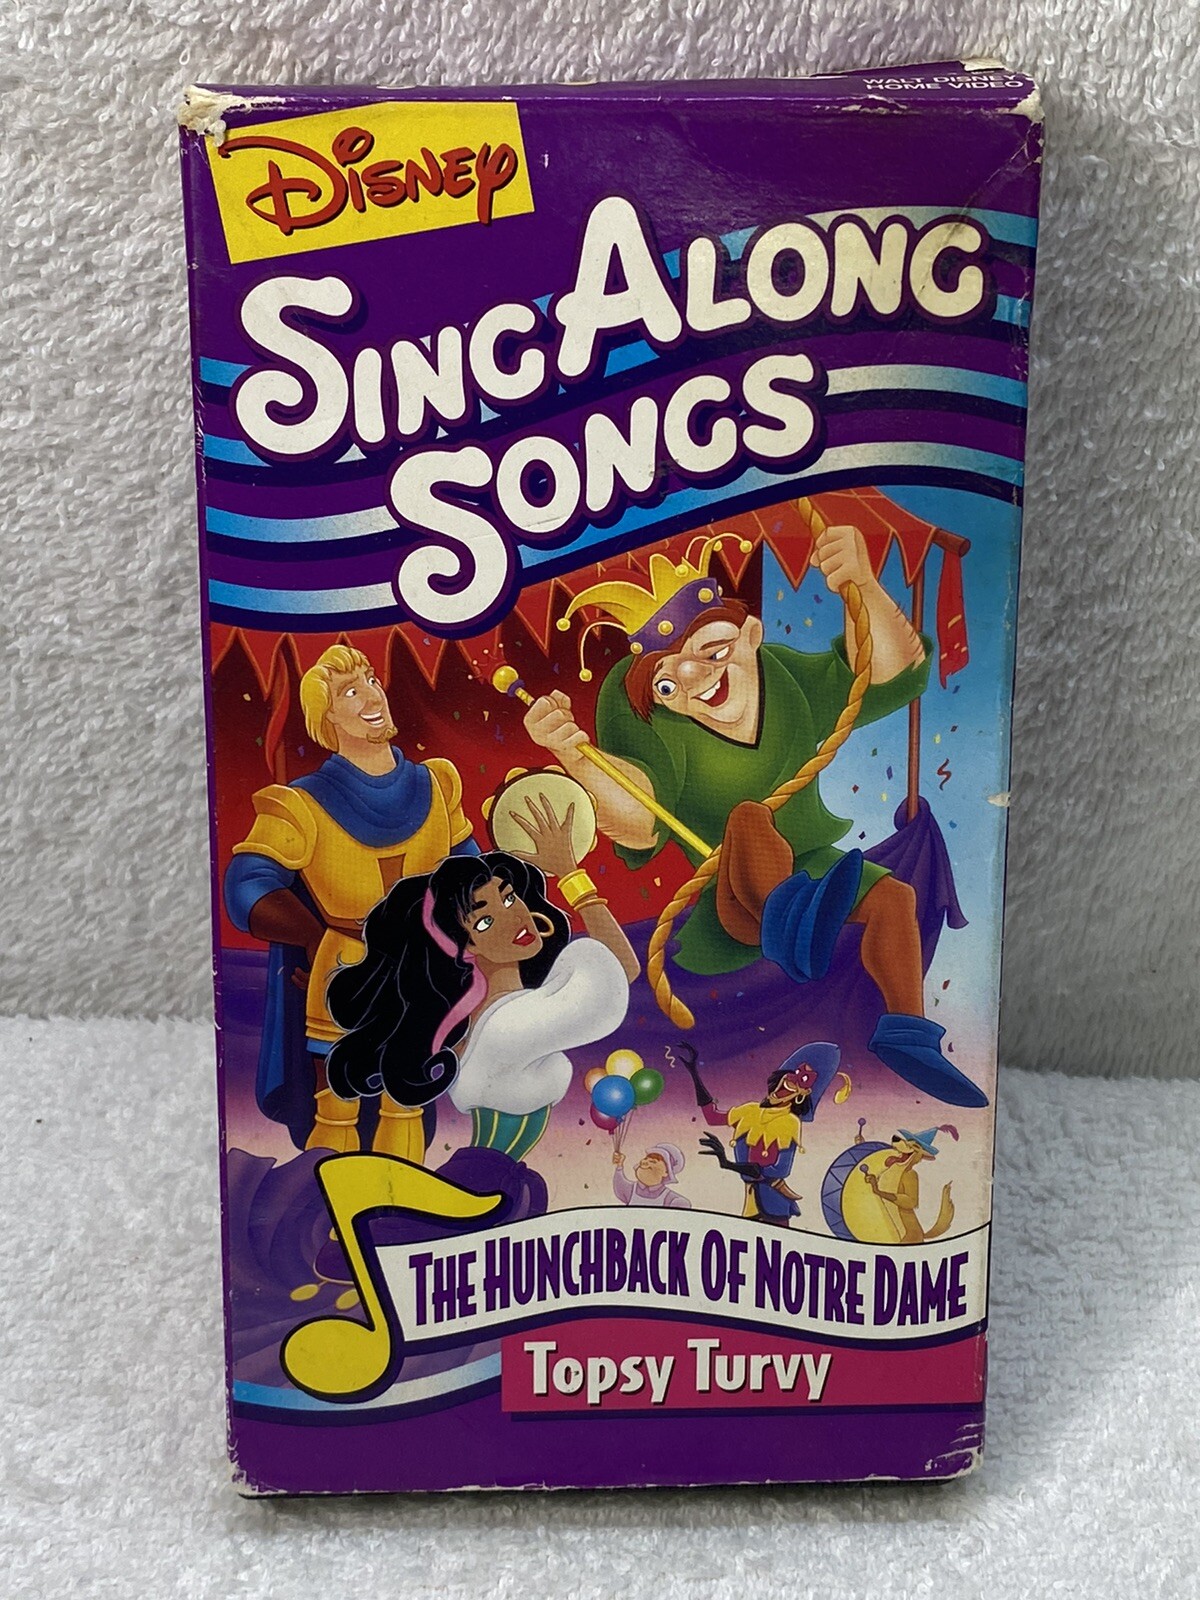 WALT DISNEY
HOME VIDEO
DISNEY
SING ALONG
SONGS
THE HUNCHBACK OF NOTRE DAME
TOPSY TURVY